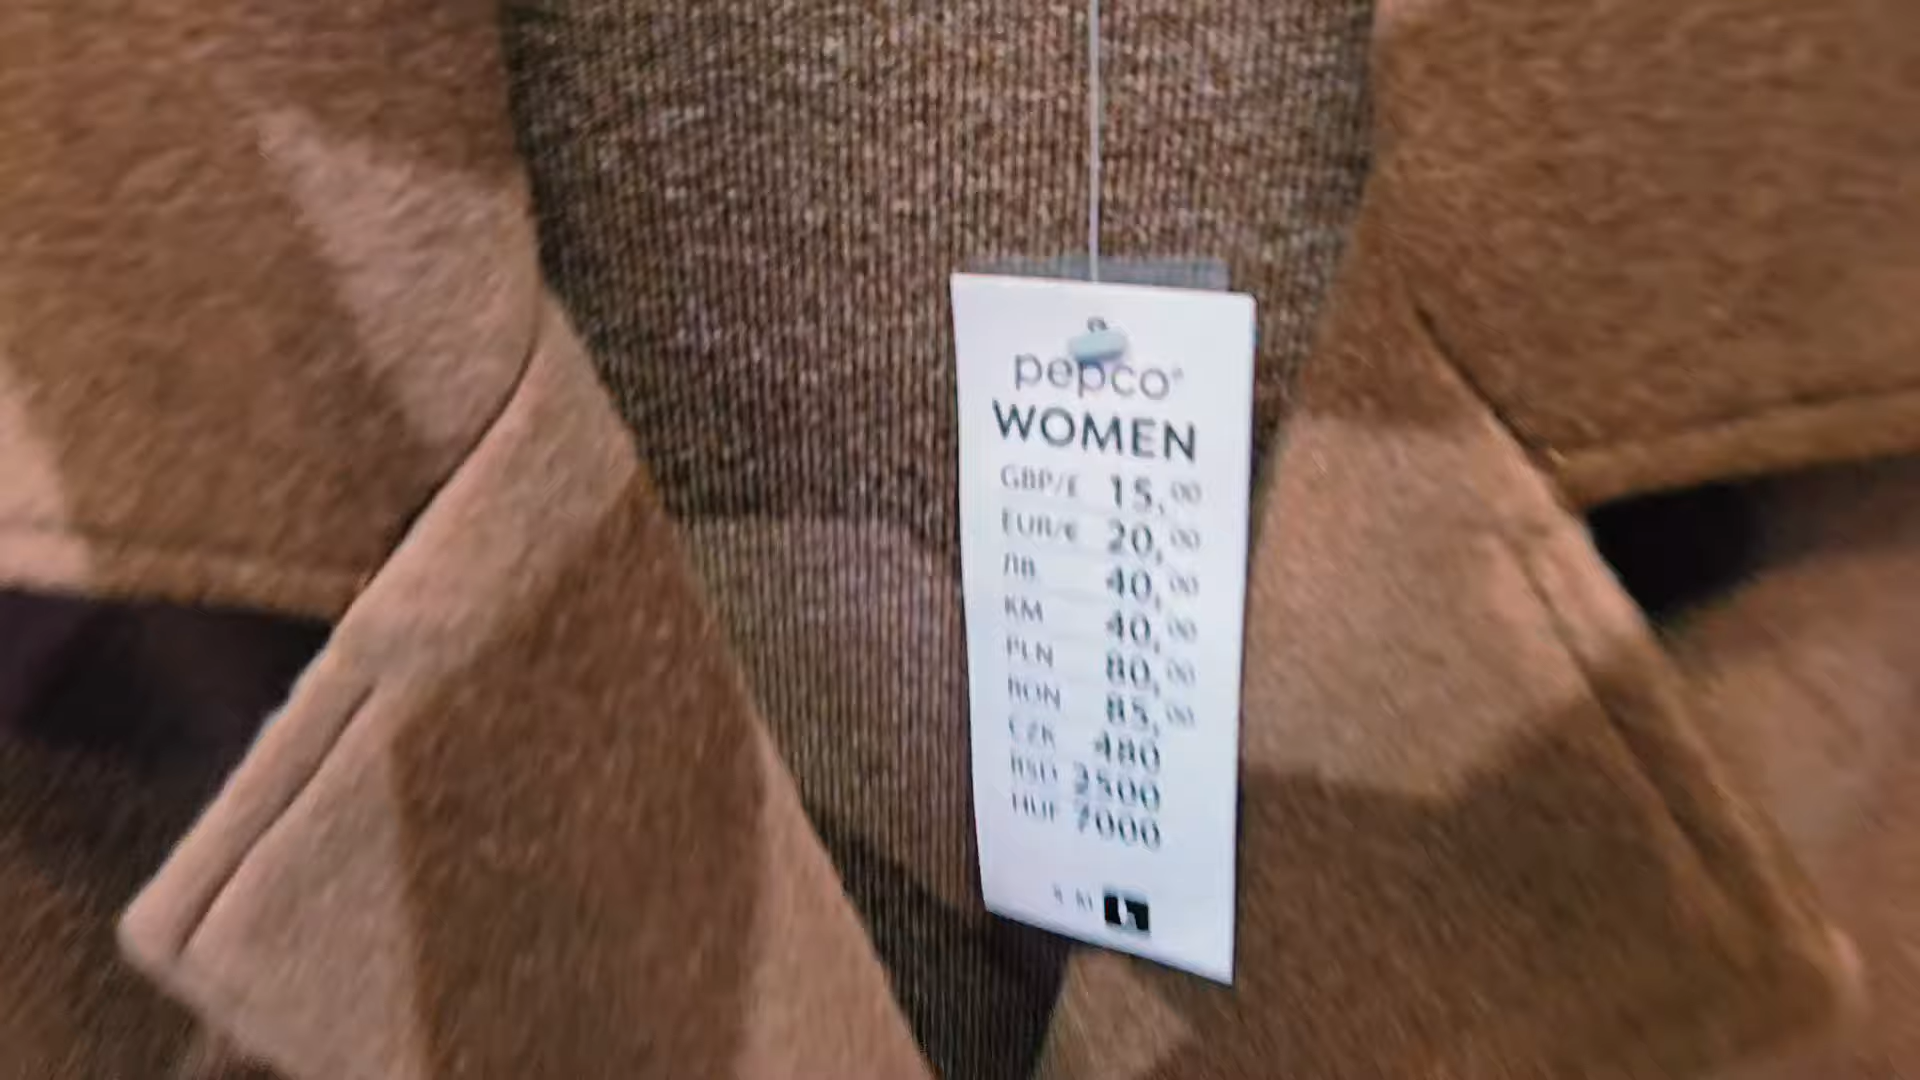 pepco®
WOMEN
GBP/£ 15,00
EUR/€ 20,00
ЛВ. 40,00
KM 40,00
PLN 80,00
RON 85,00
CZK 480
RSD 2500
HUF 7000